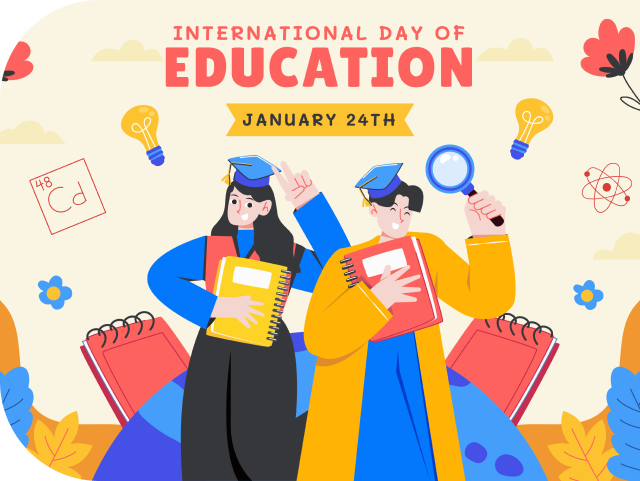 INTERNATIONAL DAY OF
EDUCATION
JANUARY 24TH
48
Cd